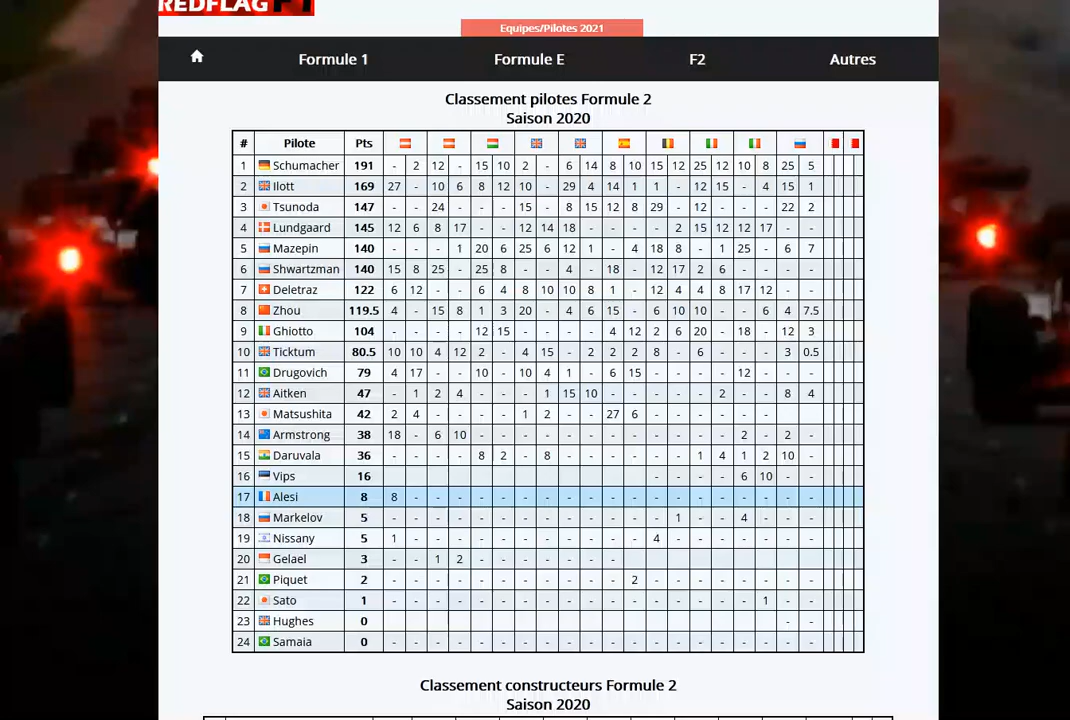 REDFLAG F1
Equipes/Pilotes 2021
Formule 1 Formule E F2 Autres
Classement pilotes Formule 2
Saison 2020
# Pilote Pts
1 Schumacher 191 - 2 12 - 15 10 2 - 6 14 8 10 15 12 25 12 10 8 25 5
2 Ilott 169 27 - 10 6 8 12 10 - 29 4 14 1 1 - 12 15 - 4 15 1
3 Tsunoda 147 - - 24 - - - 15 - 8 15 12 8 29 - 12 - - - 22 2
4 Lundgaard 145 12 6 8 17 - - 12 14 18 - - - - 2 15 12 12 17 - -
5 Mazepin 140 - - - 1 20 6 25 6 12 1 - 4 18 8 - 1 25 - 6 7
6 Shwartzman 140 15 8 25 - 25 8 - - 4 - 18 - 12 17 2 6 - - - -
7 Deletraz 122 6 12 - - 6 4 8 10 10 8 1 - 12 4 4 8 17 12 - -
8 Zhou 119.5 4 - 15 8 1 3 20 - 4 6 15 - 6 10 10 - - 6 4 7.5
9 Ghiotto 104 - - - - 12 15 - - - - 4 12 2 6 20 - 18 - 12 3
10 Ticktum 80.5 10 10 4 12 2 - 4 15 - 2 2 2 8 - 6 - - - 3 0.5
11 Drugovich 79 4 17 - - 10 - 10 4 1 - 6 15 - - - - 12 - - -
12 Aitken 47 - 1 2 4 - - - 1 15 10 - - - - - 2 - - 8 4
13 Matsushita 42 2 4 - - - - 1 2 - - 27 6 - - - - - -
14 Armstrong 38 18 - 6 10 - - - - - - - - - - - - 2 - 2 -
15 Daruvala 36 - - - - 8 2 - 8 - - - - - - 1 4 1 2 10 -
16 Vips 16 - - - - 6 10 - -
17 Alesi 8 8 - - - - - - - - - - - - - - - - - - -
18 Markelov 5 - - - - - - - - - - - - - 1 - - 4 - - -
19 Nissany 5 1 - - - - - - - - - - - 4 - - - - - - -
20 Gelael 3 - - 1 2 - - - - - - -
21 Piquet 2 - - - - - - - - - - - 2 - - - - - - - -
22 Sato 1 - - - - - - - - - - - - - - - - - 1 - -
23 Hughes 0 - -
24 Samaia 0 - - - - - - - - - - - - - - - - - - - -
Classement constructeurs Formule 2
Saison 2020